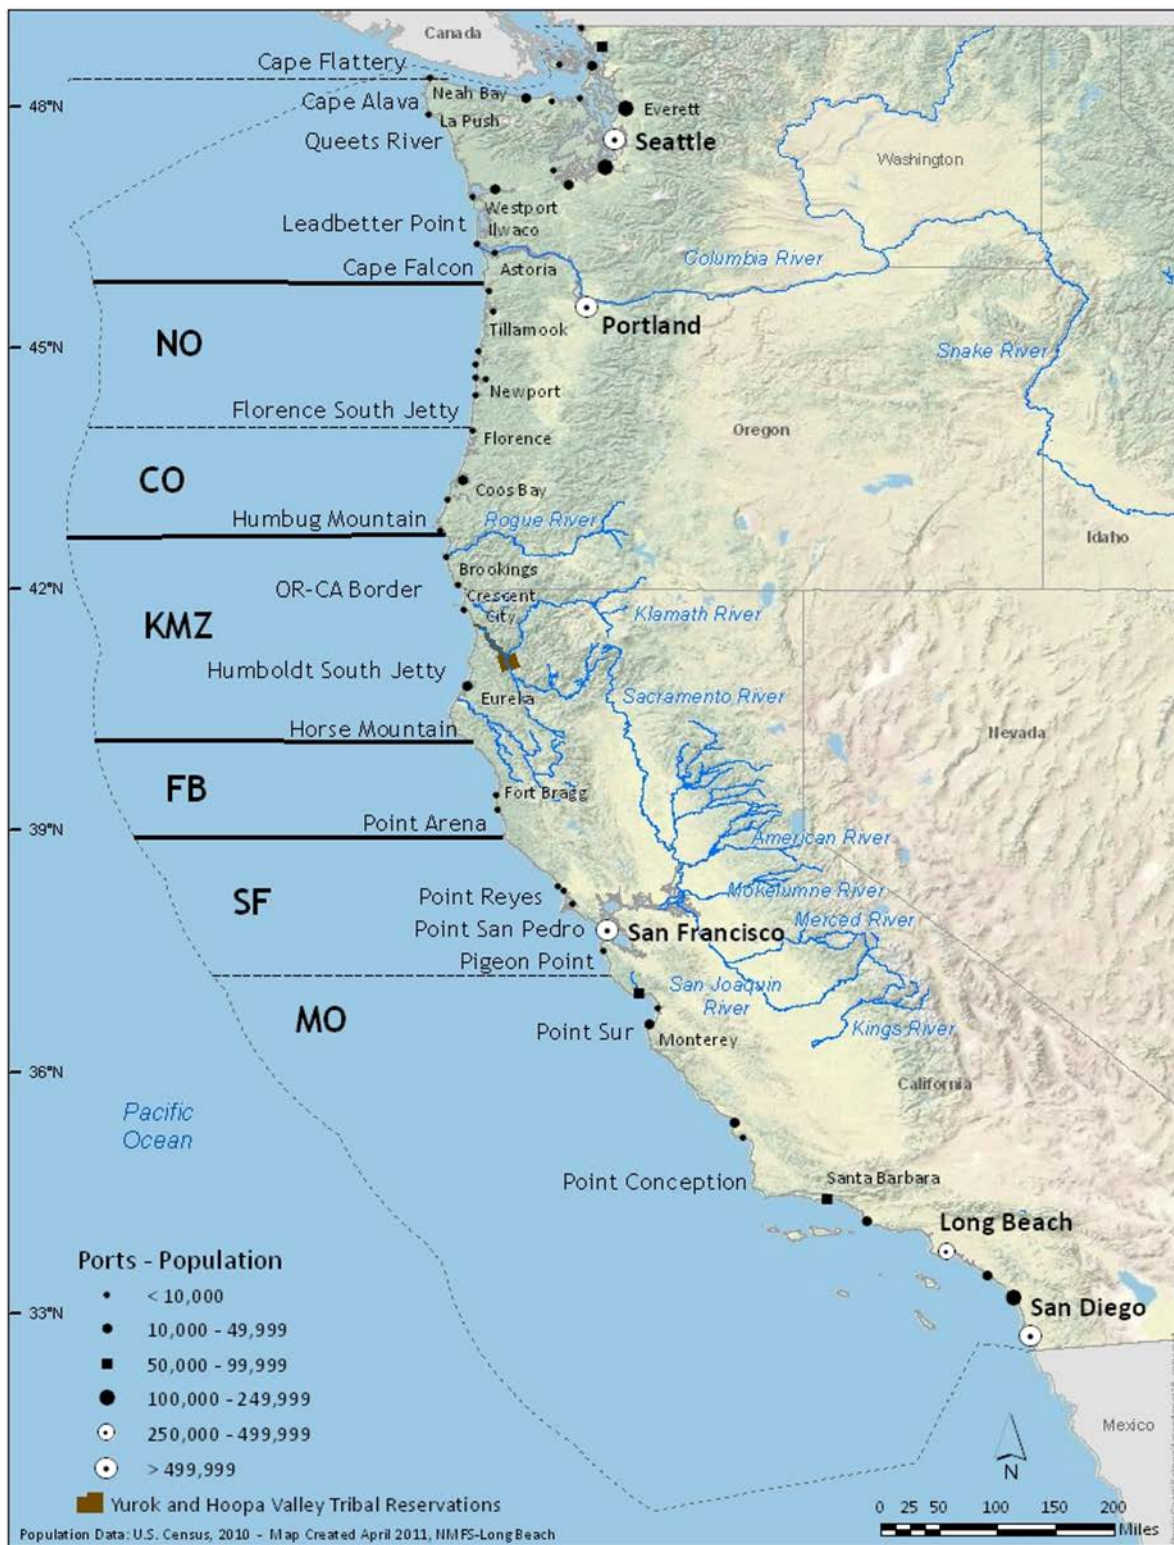 Canada
Cape Flattery
48°N
Neah Bay
Cape Alava
La Push
Everett
Queets River
Seattle
Washington
Westport
Leadbetter Point
Ilwaco
Columbia River
Cape Falcon
Astoria
Portland
Tillamook
NO
45°N
Snake River
Newport
Florence South Jetty
Oregon
Florence
CO
Coos Bay
Humbug Mountain
Rogue River
Idaho
Brookings
42°N
OR-CA Border
Crescent
City
KMZ
Klamath River
Humboldt South Jetty
Eureka
Sacramento River
Horse Mountain
Nevada
FB
Fort Bragg
Point Arena
39°N
American River
Mokelumne River
SF
Point Reyes
Merced River
Point San Pedro
San Francisco
Pigeon Point
San Joaquin
River
MO
Point Sur
Monterey
Kings River
36°N
California
Pacific
Ocean
Point Conception
Santa Barbara
Long Beach
San Diego
33°N
Mexico
Ports - Population
< 10,000
10,000 - 49,999
50,000 - 99,999
100,000 - 249,999
250,000 - 499,999
> 499,999
Yurok and Hoopa Valley Tribal Reservations
N
0 25 50 100 150 200
Miles
Population Data: U.S. Census, 2010 - Map Created April 2011, NMFS-Long Beach